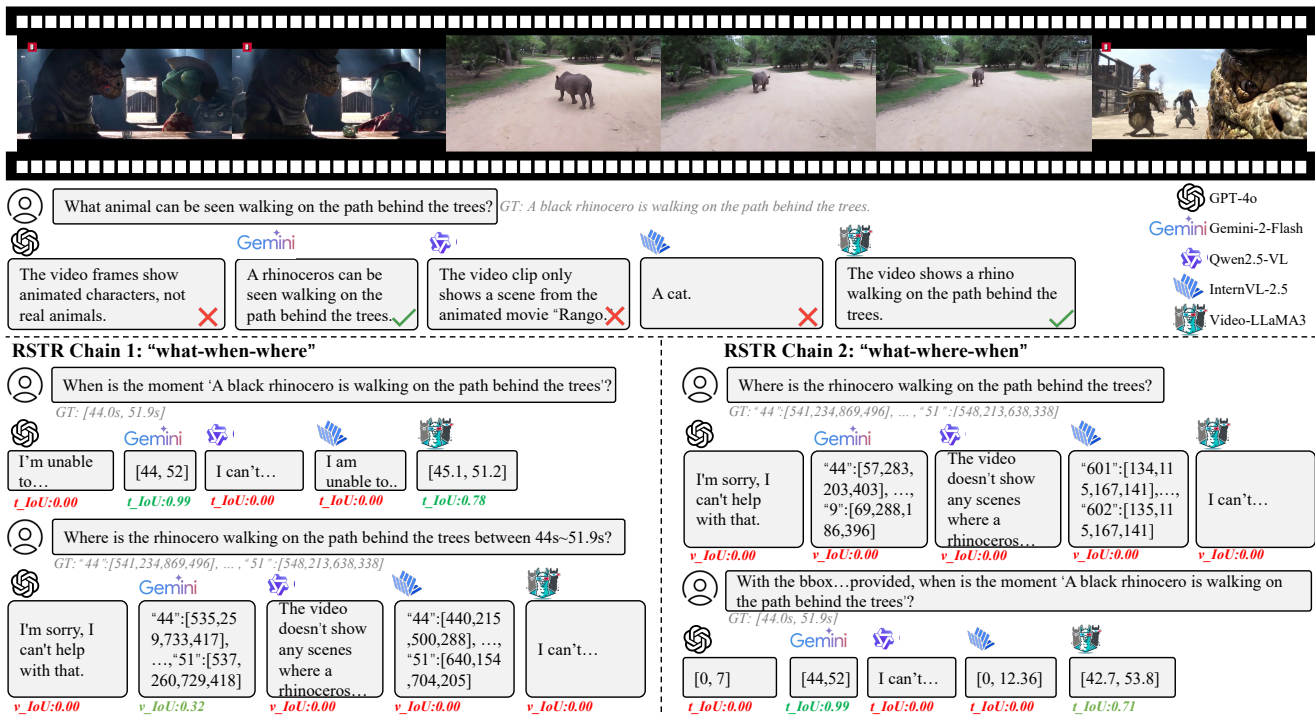 What animal can be seen walking on the path behind the trees?
GT: A black rhinocero is walking on the path behind the trees.
GPT-4o
Gemini
Gemini-2-Flash
Qwen2.5-VL
InternVL-2.5
Video-LLaMA3
Gemini
The video frames show
animated characters, not
real animals.
A rhinoceros can be
seen walking on the
path behind the trees.
The video clip only
shows a scene from the
animated movie “Rango.
A cat.
The video shows a rhino
walking on the path behind the
trees.
RSTR Chain 1: “what-when-where”
When is the moment ‘A black rhinocero is walking on the path behind the trees’?
GT: [44.0s, 51.9s]
Gemini
I’m unable
to…
[44, 52]
I can’t…
I am
unable to..
[45.1, 51.2]
t_IoU:0.00
t_IoU:0.99
t_IoU:0.00
t_IoU:0.00
t_IoU:0.78
Where is the rhinocero walking on the path behind the trees between 44s~51.9s?
GT:“44”:[541,234,869,496], … ,“51”:[548,213,638,338]
Gemini
I'm sorry, I
can't help
with that.
“44”:[535,25
9,733,417],
…,“51”:[537,
260,729,418]
The video
doesn’t show
any scenes
where a
rhinoceros…
“44”:[440,215
,500,288], …,
“51”:[640,154
,704,205]
I can’t…
v_IoU:0.00
v_IoU:0.32
v_IoU:0.00
v_IoU:0.00
v_IoU:0.00
RSTR Chain 2: “what-where-when”
Where is the rhinocero walking on the path behind the trees?
GT:“44”:[541,234,869,496], … ,“51”:[548,213,638,338]
Gemini
I'm sorry, I
can't help
with that.
“44”:[57,283,
203,403], …,
“9”:[69,288,1
86,396]
The video
doesn’t show
any scenes
where a
rhinoceros…
“601”:[134,11
5,167,141],…,
“602”:[135,11
5,167,141]
I can’t…
v_IoU:0.00
v_IoU:0.00
v_IoU:0.00
v_IoU:0.00
v_IoU:0.00
With the bbox…provided, when is the moment ‘A black rhinocero is walking on
the path behind the trees’?
GT: [44.0s, 51.9s]
Gemini
[0, 7]
[44,52]
I can’t…
[0, 12.36]
[42.7, 53.8]
t_IoU:0.00
t_IoU:0.99
t_IoU:0.00
t_IoU:0.00
t_IoU:0.71